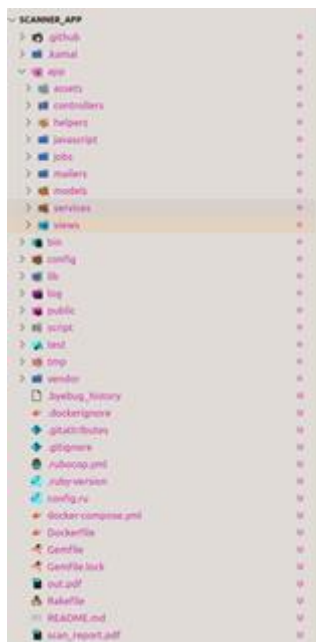 SCANNER_APP
.github
.kamal
app
assets
controllers
helpers
javascript
jobs
mailers
models
services
views
bin
config
lib
log
public
script
test
tmp
vendor
.byebug_history
.dockerignore
.gitattributes
.gitignore
.rubocop.yml
.ruby-version
config.ru
docker-compose.yml
Dockerfile
Gemfile
Gemfile.lock
out.pdf
Rakefile
README.md
scan_report.pdf